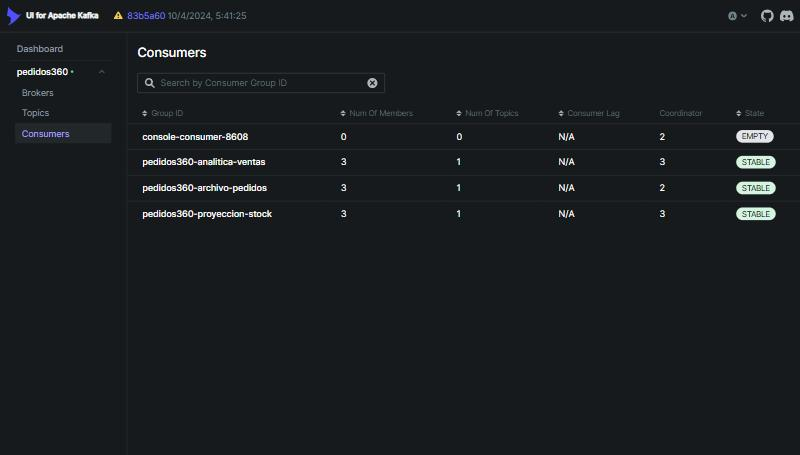 UI for Apache Kafka 83b5a60 10/4/2024, 5:41:25 A
Dashboard
pedidos360
Brokers
Topics
Consumers
Consumers
Search by Consumer Group ID
Group ID Num Of Members Num Of Topics Consumer Lag Coordinator State
console-consumer-8608 0 0 N/A 2 EMPTY
pedidos360-analitica-ventas 3 1 N/A 3 STABLE
pedidos360-archivo-pedidos 3 1 N/A 2 STABLE
pedidos360-proyeccion-stock 3 1 N/A 3 STABLE